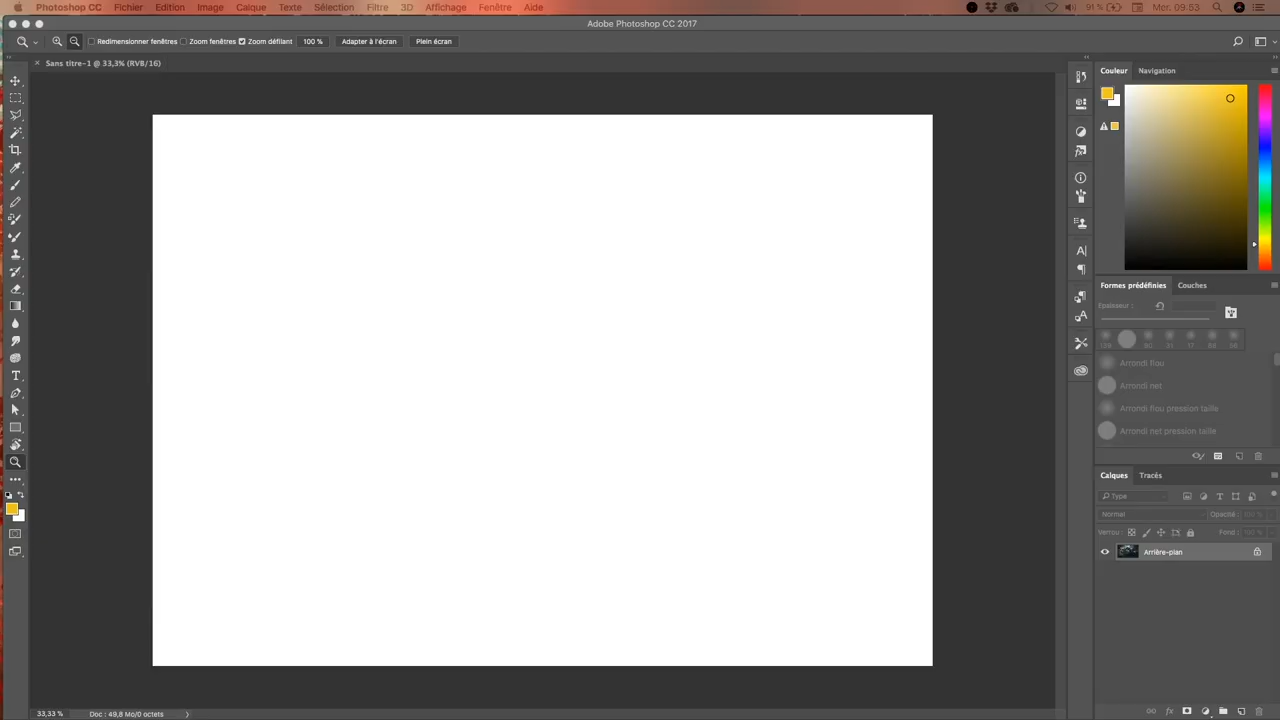 Photoshop CC Fichier Edition Image Calque Texte Sélection Filtre 3D Affichage Fenêtre Aide 91 % Mer. 09:53
Adobe Photoshop CC 2017
Redimensionner fenêtres Zoom fenêtres Zoom défilant 100 % Adapter à l'écran Plein écran
Sans titre-1 @ 33,3% (RVB/16)
Couleur Navigation
Formes prédéfinies Couches
Epaisseur :
Arrondi flou
Arrondi net
Arrondi flou pression taille
Arrondi net pression taille
Calques Tracés
Type
Normal Opacité : 100 %
Verrou : Fond : 100 %
Arrière-plan
33,33 % Doc : 49,8 Mo/0 octets